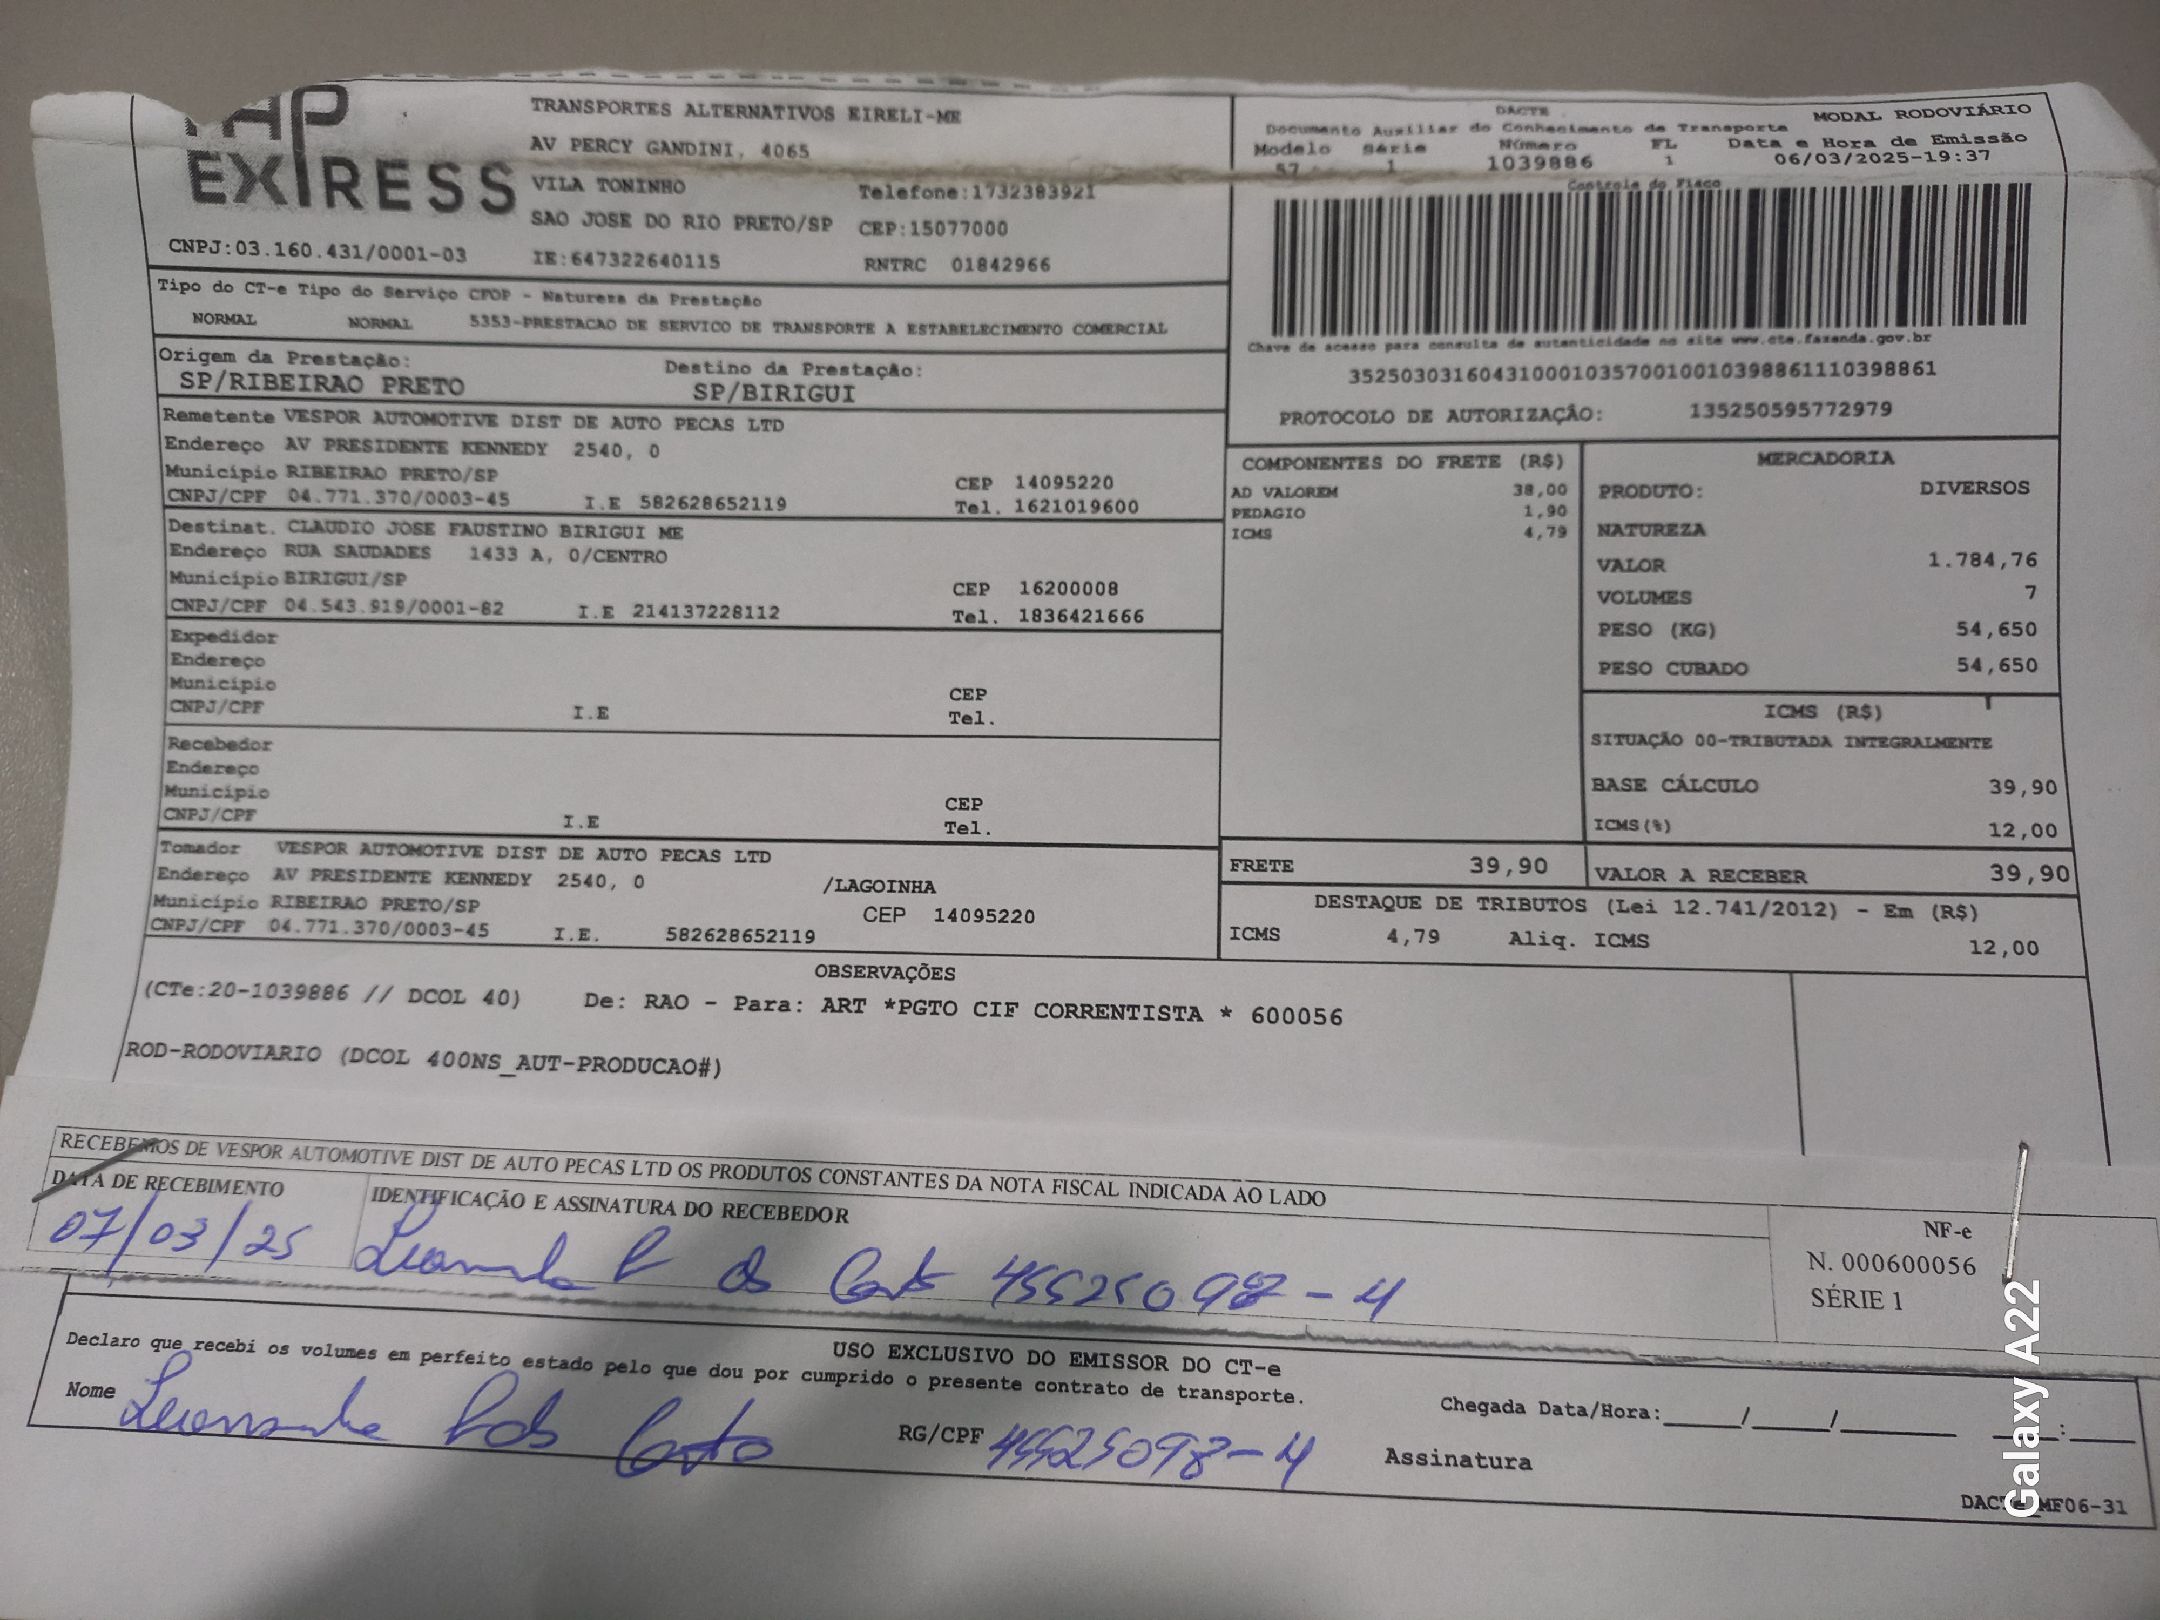 TAP
EXPRESS
TRANSPORTES ALTERNATIVOS EIRELI-ME
AV PERCY GANDINI, 4065
VILA TONINHO Telefone:1732383921
SAO JOSE DO RIO PRETO/SP CEP:15077000
CNPJ:03.160.431/0001-03 IE:647322640115 RNTRC 01842966
DACTE MODAL RODOVIÁRIO
Documento Auxiliar do Conhecimento de Transporte
Modelo Série Número FL Data e Hora de Emissão
57 1 1039886 1 06/03/2025-19:37
Controle do Fisco
Chave de acesso para consulta de autenticidade no site www.cte.fazenda.gov.br
35250303160431000103570010010398861110398861
PROTOCOLO DE AUTORIZAÇÃO: 135250595772979
Tipo do CT-e Tipo do Serviço CFOP - Natureza da Prestação
NORMAL NORMAL 5353-PRESTACAO DE SERVICO DE TRANSPORTE A ESTABELECIMENTO COMERCIAL
Origem da Prestação: Destino da Prestação:
SP/RIBEIRAO PRETO SP/BIRIGUI
Remetente VESPOR AUTOMOTIVE DIST DE AUTO PECAS LTD
Endereço AV PRESIDENTE KENNEDY 2540, 0
Município RIBEIRAO PRETO/SP CEP 14095220
CNPJ/CPF 04.771.370/0003-45 I.E 582628652119 Tel. 1621019600
Destinat. CLAUDIO JOSE FAUSTINO BIRIGUI ME
Endereço RUA SAUDADES 1433 A, 0/CENTRO
Município BIRIGUI/SP CEP 16200008
CNPJ/CPF 04.543.919/0001-82 I.E 214137228112 Tel. 1836421666
Expedidor
Endereço
Município CEP
CNPJ/CPF I.E Tel.
Recebedor
Endereço
Município CEP
CNPJ/CPF I.E Tel.
Tomador VESPOR AUTOMOTIVE DIST DE AUTO PECAS LTD
Endereço AV PRESIDENTE KENNEDY 2540, 0 /LAGOINHA
Município RIBEIRAO PRETO/SP CEP 14095220
CNPJ/CPF 04.771.370/0003-45 I.E. 582628652119
COMPONENTES DO FRETE (R$)
AD VALOREM 38,00
PEDAGIO 1,90
ICMS 4,79
MERCADORIA
PRODUTO: DIVERSOS
NATUREZA
VALOR 1.784,76
VOLUMES 7
PESO (KG) 54,650
PESO CUBADO 54,650
ICMS (R$)
SITUAÇÃO 00-TRIBUTADA INTEGRALMENTE
BASE CÁLCULO 39,90
ICMS(%) 12,00
FRETE 39,90 VALOR A RECEBER 39,90
DESTAQUE DE TRIBUTOS (Lei 12.741/2012) - Em (R$)
ICMS 4,79 Aliq. ICMS 12,00
OBSERVAÇÕES
(CTe:20-1039886 // DCOL 40) De: RAO - Para: ART *PGTO CIF CORRENTISTA * 600056
ROD-RODOVIARIO (DCOL 400NS_AUT-PRODUCAO#)
RECEBEMOS DE VESPOR AUTOMOTIVE DIST DE AUTO PECAS LTD OS PRODUTOS CONSTANTES DA NOTA FISCAL INDICADA AO LADO
DATA DE RECEBIMENTO IDENTIFICAÇÃO E ASSINATURA DO RECEBEDOR
07/03/25 45525098-4
NF-e
N. 000600056
SÉRIE 1
USO EXCLUSIVO DO EMISSOR DO CT-e
Declaro que recebi os volumes em perfeito estado pelo que dou por cumprido o presente contrato de transporte.
Nome RG/CPF 45525098-4
Chegada Data/Hora:_____/_____/_______ ____:____
Assinatura
DACTe_MF06-31
Galaxy A22